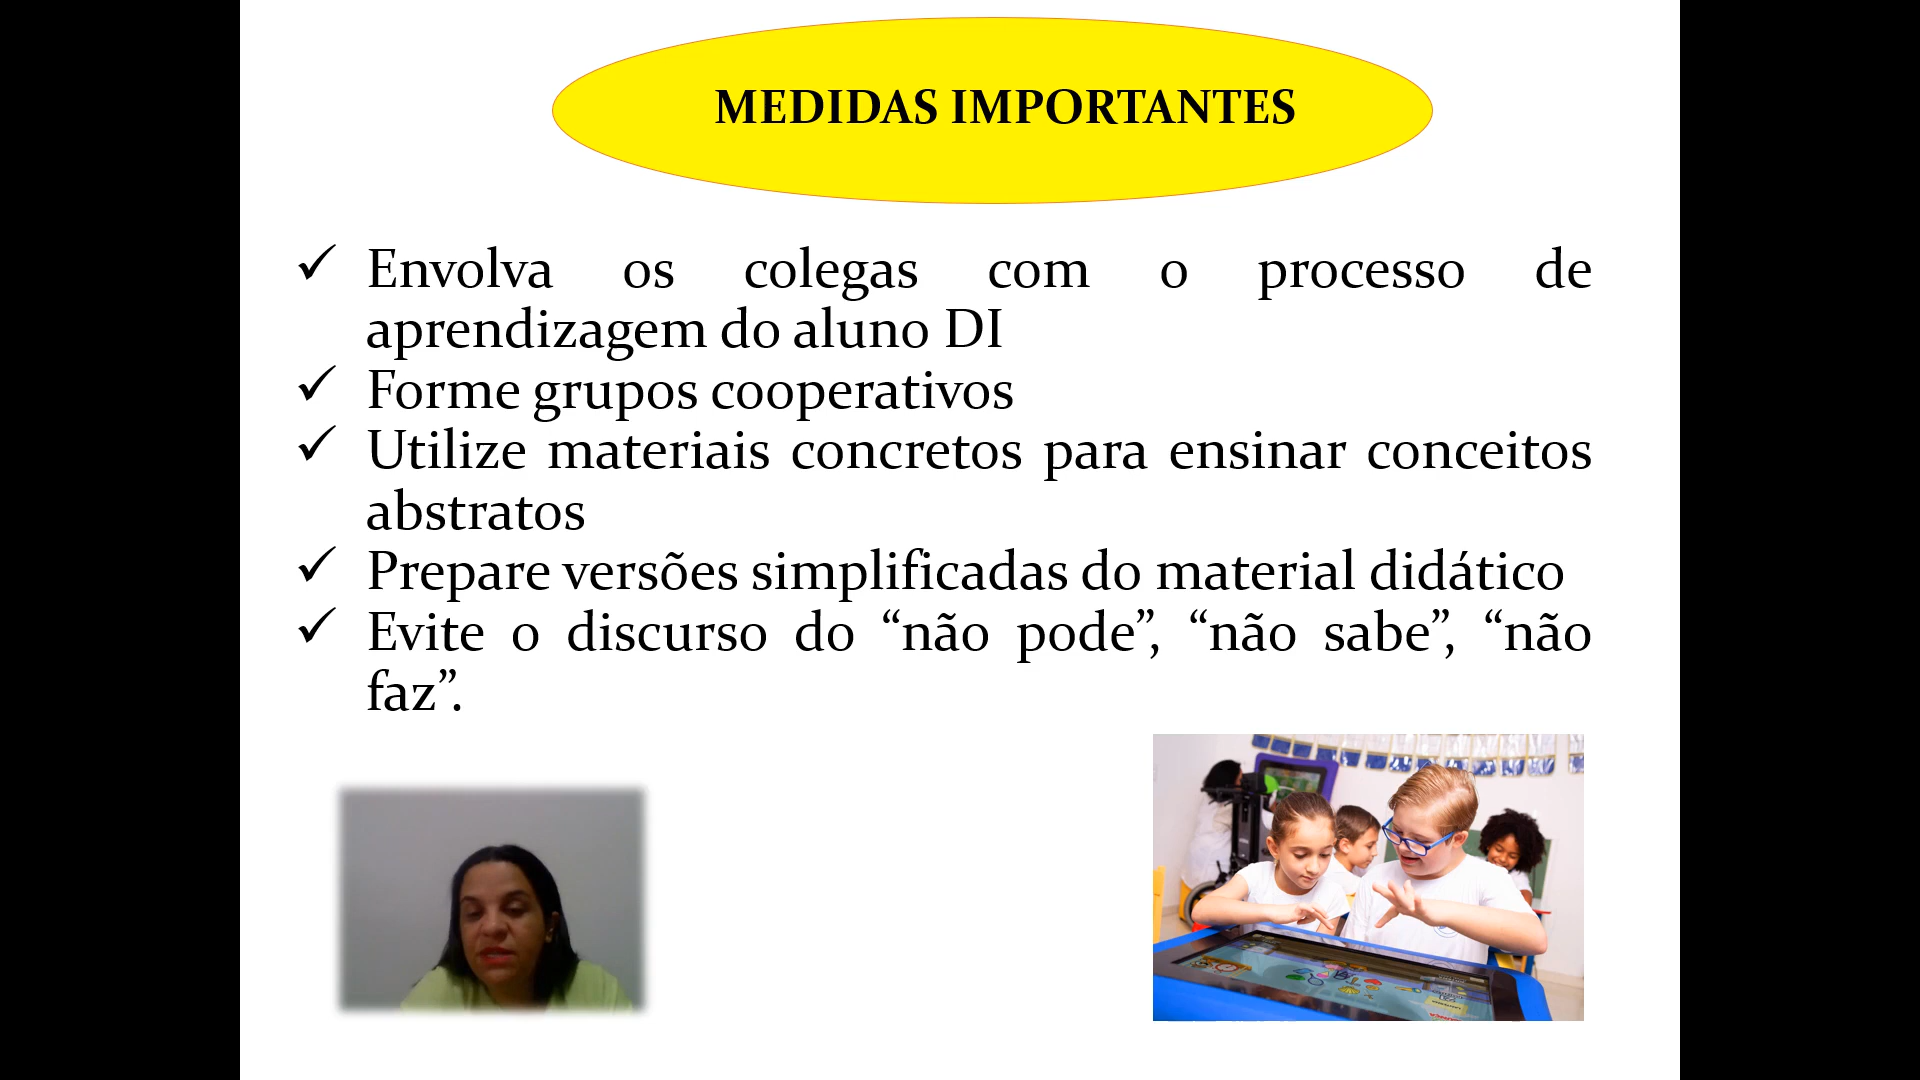 MEDIDAS IMPORTANTES
✓ Envolva os colegas com o processo de
aprendizagem do aluno DI
✓ Forme grupos cooperativos
✓ Utilize materiais concretos para ensinar conceitos
abstratos
✓ Prepare versões simplificadas do material didático
✓ Evite o discurso do “não pode”, “não sabe”, “não
faz”.